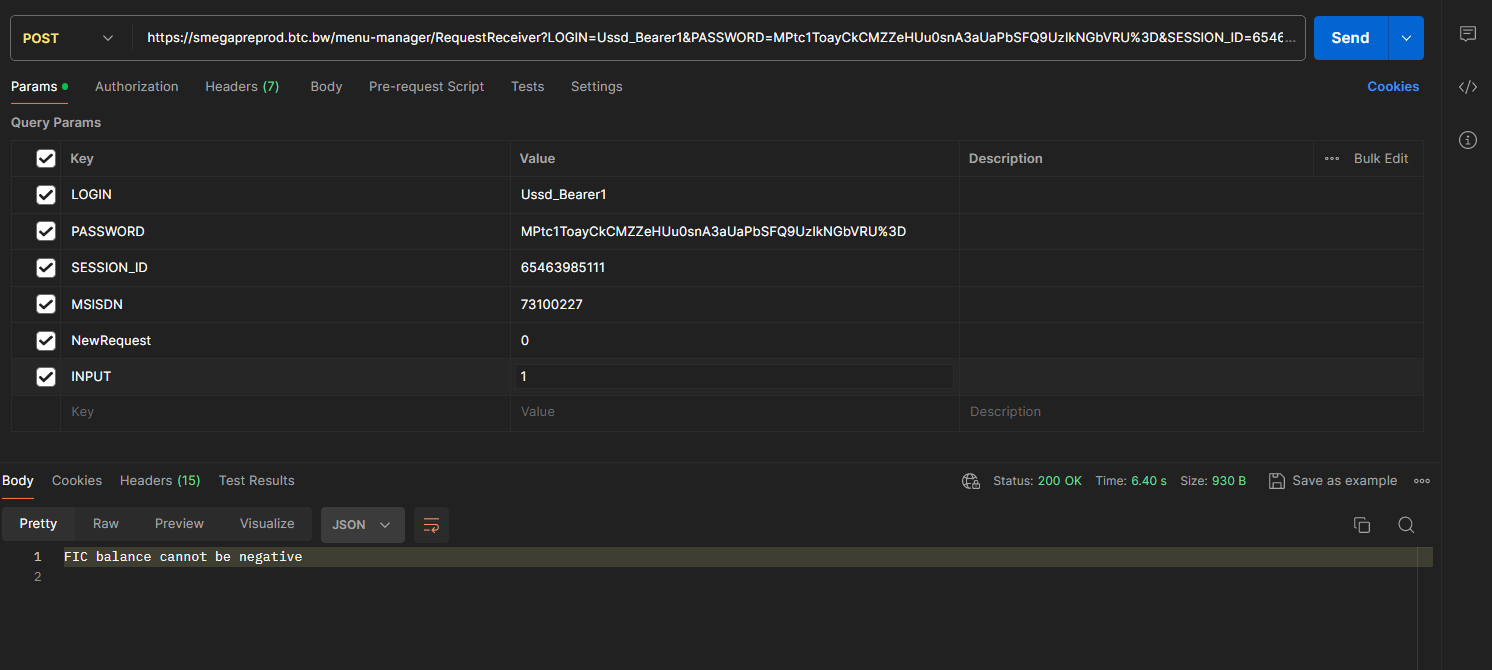 POST https://smegapreprod.btc.bw/menu-manager/RequestReceiver?LOGIN=Ussd_Bearer1&PASSWORD=MPtc1ToayCkCMZZeHUu0snA3aUaPbSFQ9UzIkNGbVRU%3D&SESSION_ID=6546... Send
Params Authorization Headers (7) Body Pre-request Script Tests Settings Cookies
Query Params
Key Value Description ••• Bulk Edit
LOGIN Ussd_Bearer1
PASSWORD MPtc1ToayCkCMZZeHUu0snA3aUaPbSFQ9UzIkNGbVRU%3D
SESSION_ID 65463985111
MSISDN 73100227
NewRequest 0
INPUT 1
Key Value Description
Body Cookies Headers (15) Test Results Status: 200 OK Time: 6.40 s Size: 930 B Save as example
Pretty Raw Preview Visualize JSON
1 FIC balance cannot be negative
2